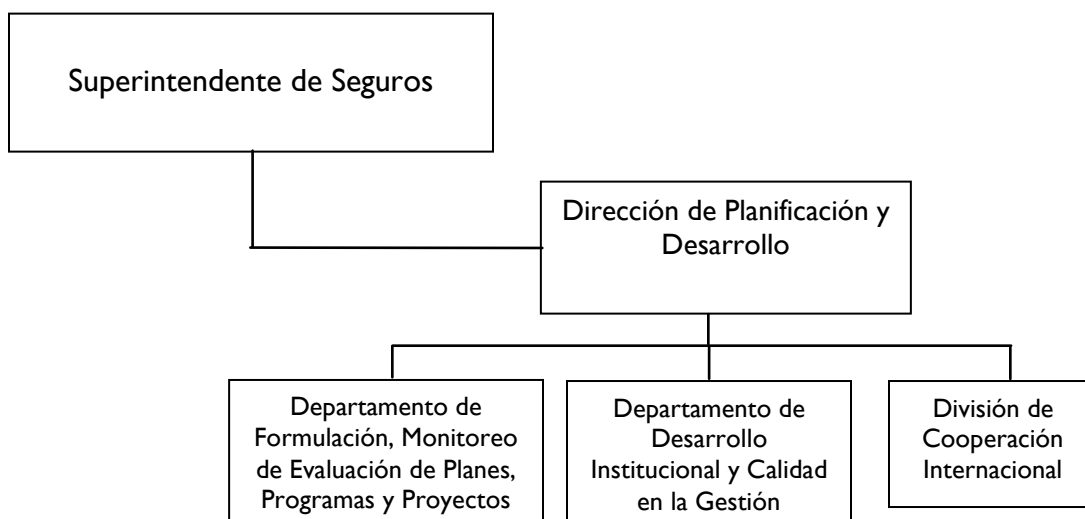 Superintendente de Seguros
Dirección de Planificación y
Desarrollo
Departamento de
Formulación, Monitoreo
de Evaluación de Planes,
Programas y Proyectos
Departamento de
Desarrollo
Institucional y Calidad
en la Gestión
División de
Cooperación
Internacional